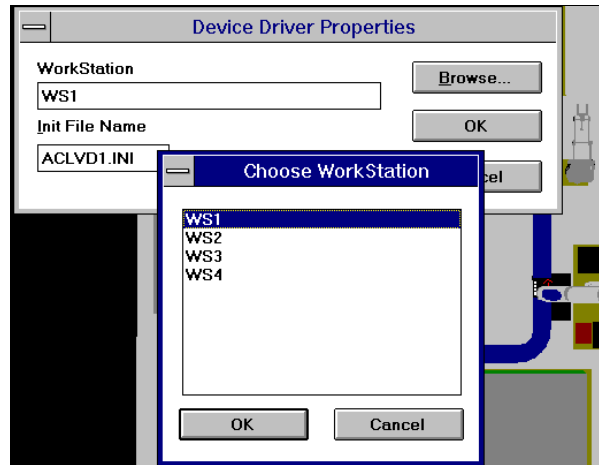 Device Driver Properties
WorkStation
Browse...
WS1
Init File Name
OK
ACLVD1.INI
Choose WorkStation
WS1
WS2
WS3
WS4
OK
Cancel